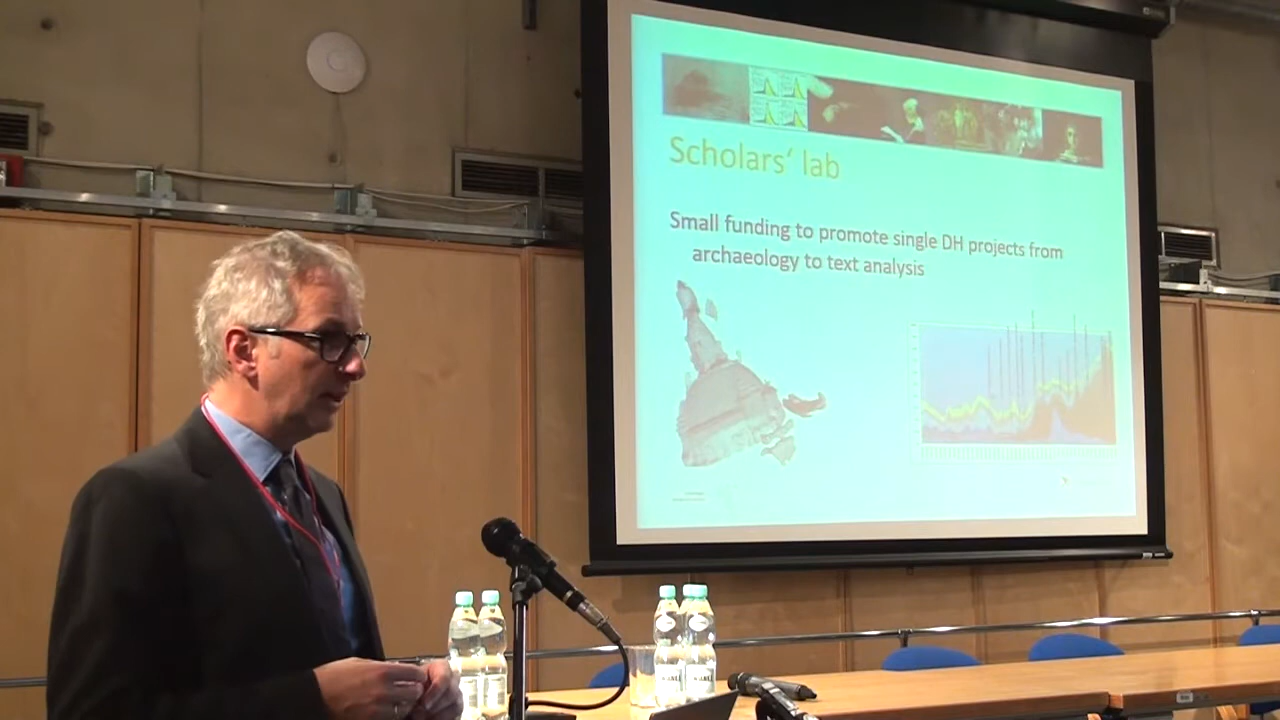 Scholars‘ lab
Small funding to promote single DH projects from
archaeology to text analysis